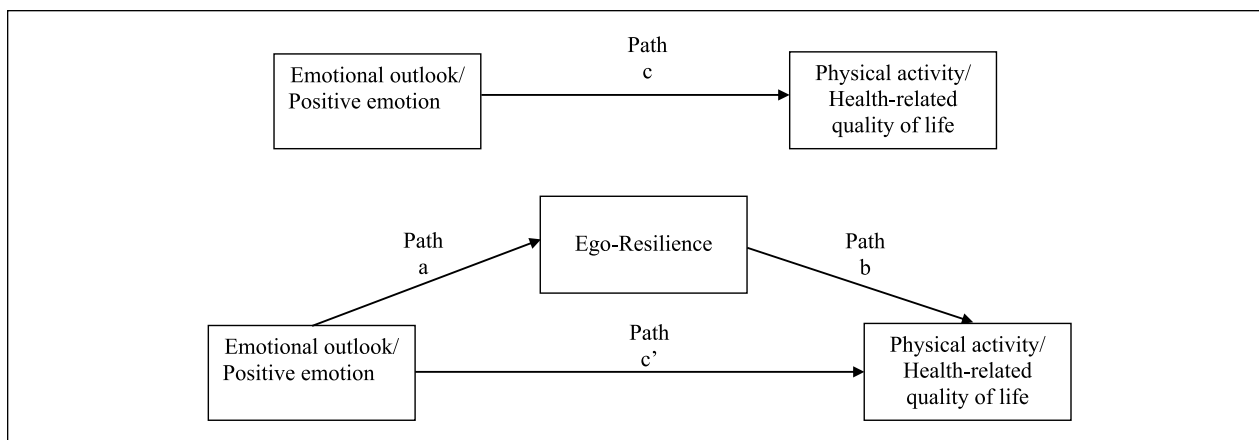 Path
c
Emotional outlook/
Positive emotion
Physical activity/
Health-related
quality of life
Ego-Resilience
Path
a
Path
b
Emotional outlook/
Positive emotion
Path
c’
Physical activity/
Health-related
quality of life